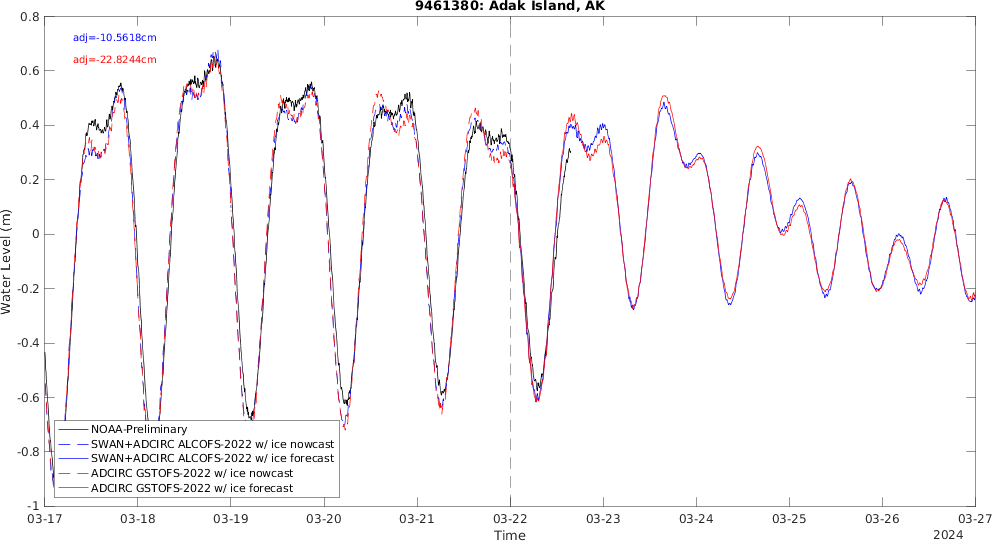 9461380: Adak Island, AK
adj=-10.5618cm
adj=-22.8244cm
Water Level (m)
0.8
0.6
0.4
0.2
0
-0.2
-0.4
-0.6
-0.8
-1
NOAA-Preliminary
SWAN+ADCIRC ALCOFS-2022 w/ ice nowcast
SWAN+ADCIRC ALCOFS-2022 w/ ice forecast
ADCIRC GSTOFS-2022 w/ ice nowcast
ADCIRC GSTOFS-2022 w/ ice forecast
03-17 03-18 03-19 03-20 03-21 03-22 03-23 03-24 03-25 03-26 03-27
Time
2024